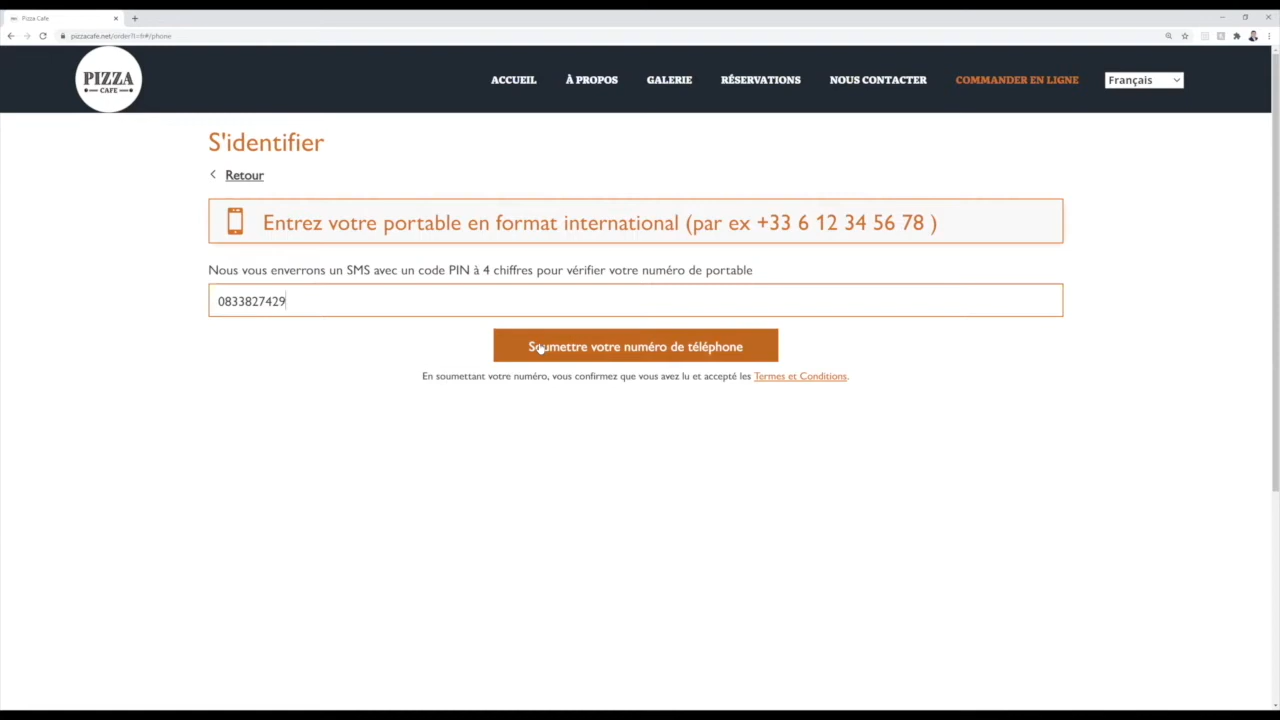 Pizza Cafe
pizzacafe.net/order?l=fr#/phone
PIZZA
CAFE
ACCUEIL
À PROPOS
GALERIE
RÉSERVATIONS
NOUS CONTACTER
COMMANDER EN LIGNE
Français
S'identifier
Retour
Entrez votre portable en format international (par ex +33 6 12 34 56 78 )
Nous vous enverrons un SMS avec un code PIN à 4 chiffres pour vérifier votre numéro de portable
0833827429
Soumettre votre numéro de téléphone
En soumettant votre numéro, vous confirmez que vous avez lu et accepté les Termes et Conditions.